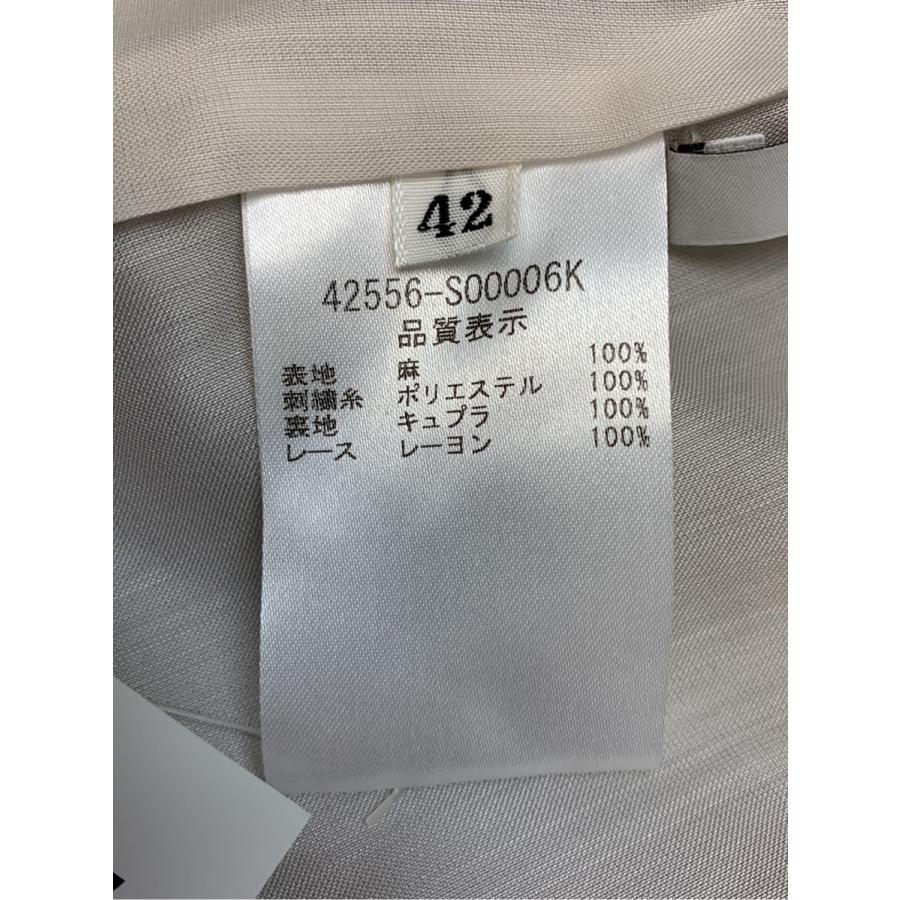 42
42556-S00006K
品質表示
表地 麻 100%
刺繍糸 ポリエステル 100%
裏地 キュプラ 100%
レース レーヨン 100%